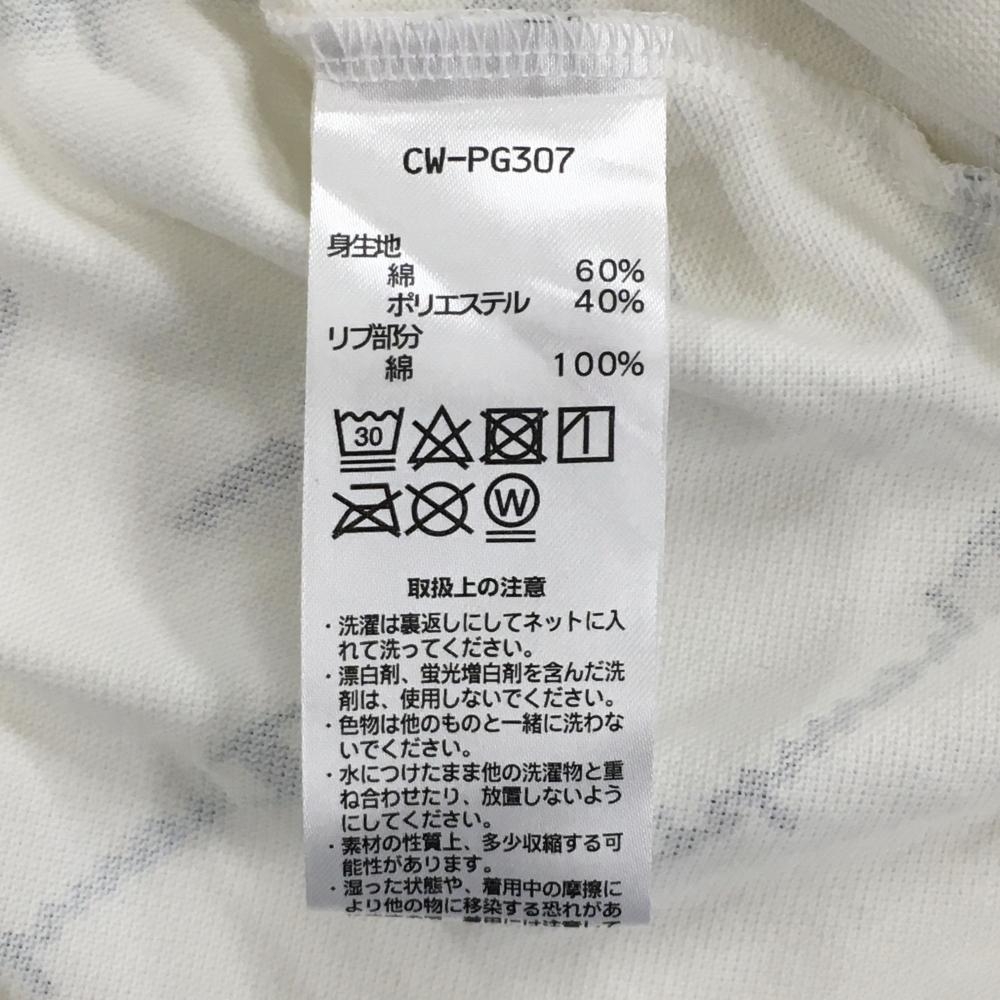 CW-PG307
身生地
綿 60%
ポリエステル 40%
リブ部分
綿 100%
30
W
取扱上の注意
・洗濯は裏返しにしてネットに入
れて洗ってください。
・漂白剤、蛍光増白剤を含んだ洗
剤は、使用しないでください。
・色物は他のものと一緒に洗わな
いでください。
・水につけたまま他の洗濯物と重
ね合わせたり、放置しないよう
にしてください。
・素材の性質上、多少収縮する可
能性があります。
・湿った状態や、着用中の摩擦に
より他の物に移染する恐れがあ